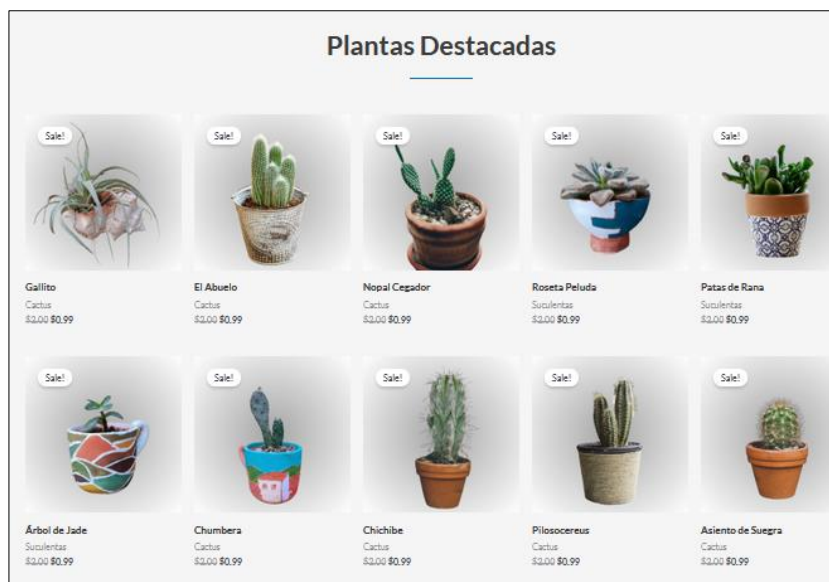 Plantas Destacadas
Sale!
Sale!
Sale!
Sale!
Sale!
Gallito
El Abuelo
Nopal Cegador
Roseta Peluda
Patas de Rana
Cactus
Cactus
Cactus
Suculentas
Suculentas
$2.00 $0.99
$2.00 $0.99
$2.00 $0.99
$2.00 $0.99
$2.00 $0.99
Sale!
Sale!
Sale!
Sale!
Sale!
Árbol de Jade
Chumbera
Chichibe
Pilosocereus
Asiento de Suegra
Suculentas
Cactus
Cactus
Cactus
Cactus
$2.00 $0.99
$2.00 $0.99
$2.00 $0.99
$2.00 $0.99
$2.00 $0.99